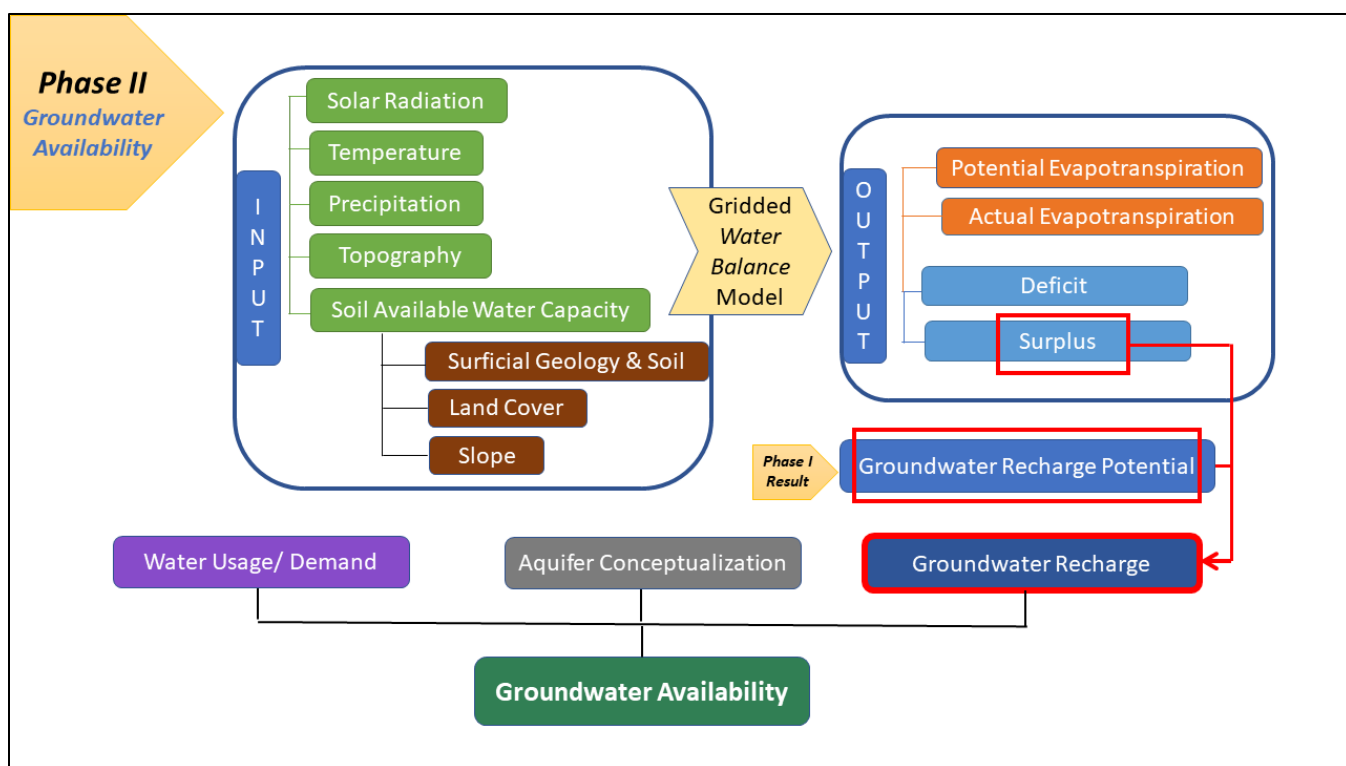 Phase II
Groundwater
Availability
INPUT
Solar Radiation
Temperature
Precipitation
Topography
Soil Available Water Capacity
Surficial Geology & Soil
Land Cover
Slope
Gridded
Water
Balance
Model
OUTPUT
Potential Evapotranspiration
Actual Evapotranspiration
Deficit
Surplus
Phase I
Result
Groundwater Recharge Potential
Water Usage/ Demand
Aquifer Conceptualization
Groundwater Recharge
Groundwater Availability